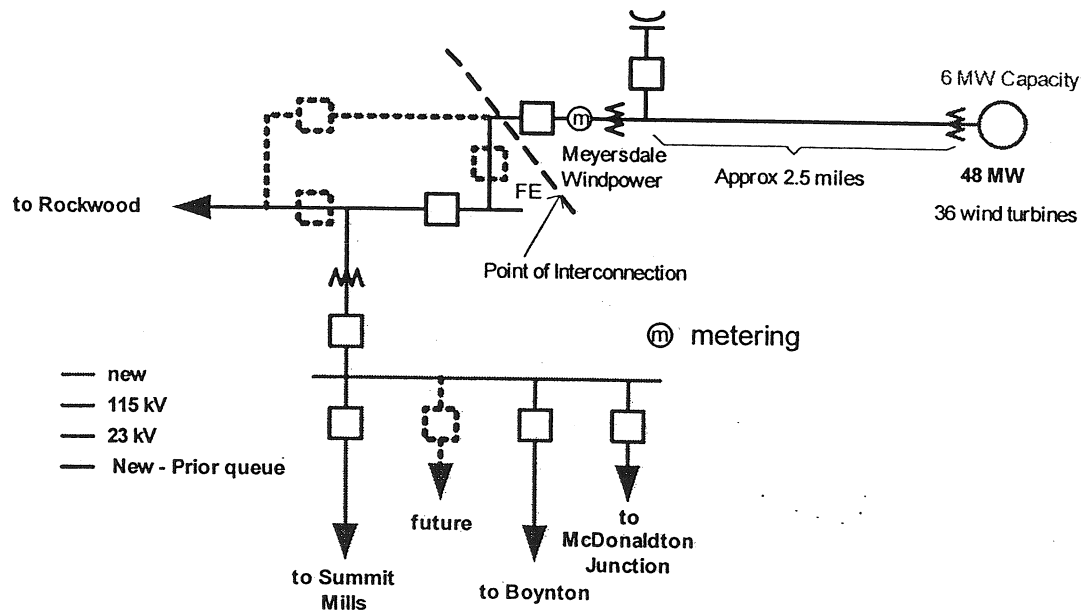 6 MW Capacity
m
Meyersdale
Windpower
Approx 2.5 miles
48 MW
36 wind turbines
FE
to Rockwood
Point of Interconnection
m metering
new
115 kV
23 kV
New - Prior queue
future
to
McDonaldton
Junction
to Summit
Mills
to Boynton